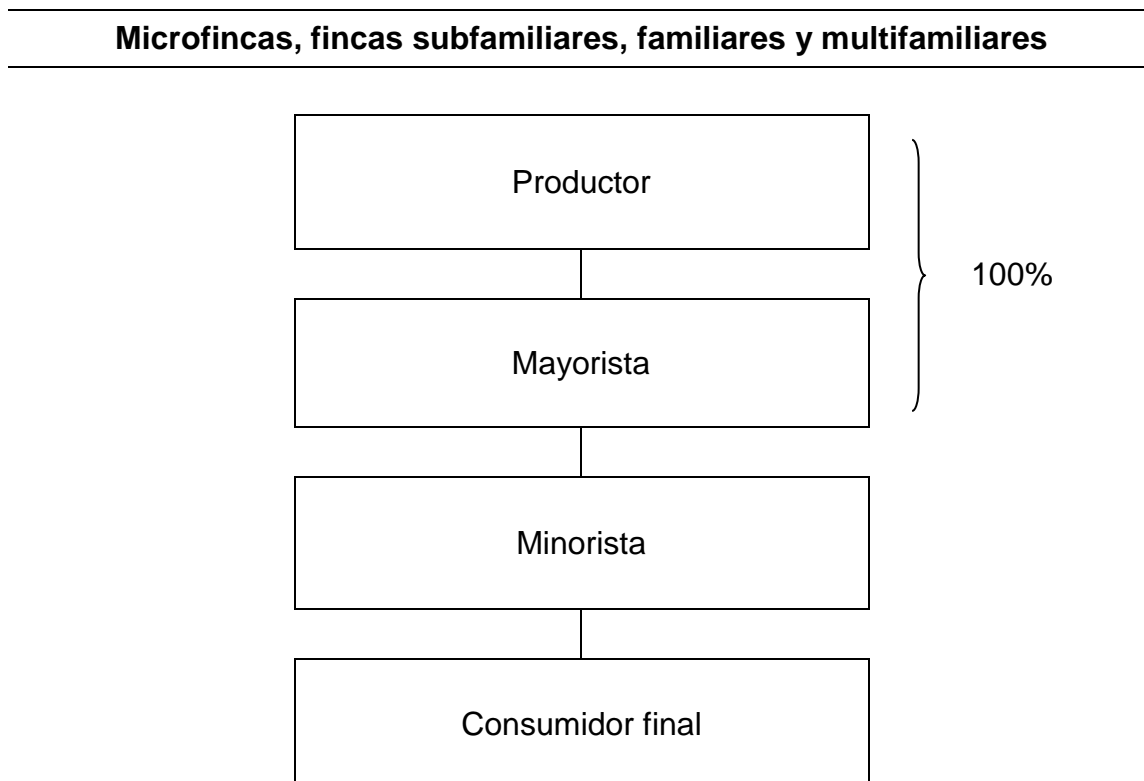 Microfincas, fincas subfamiliares, familiares y multifamiliares
Productor
100%
Mayorista
Minorista
Consumidor final